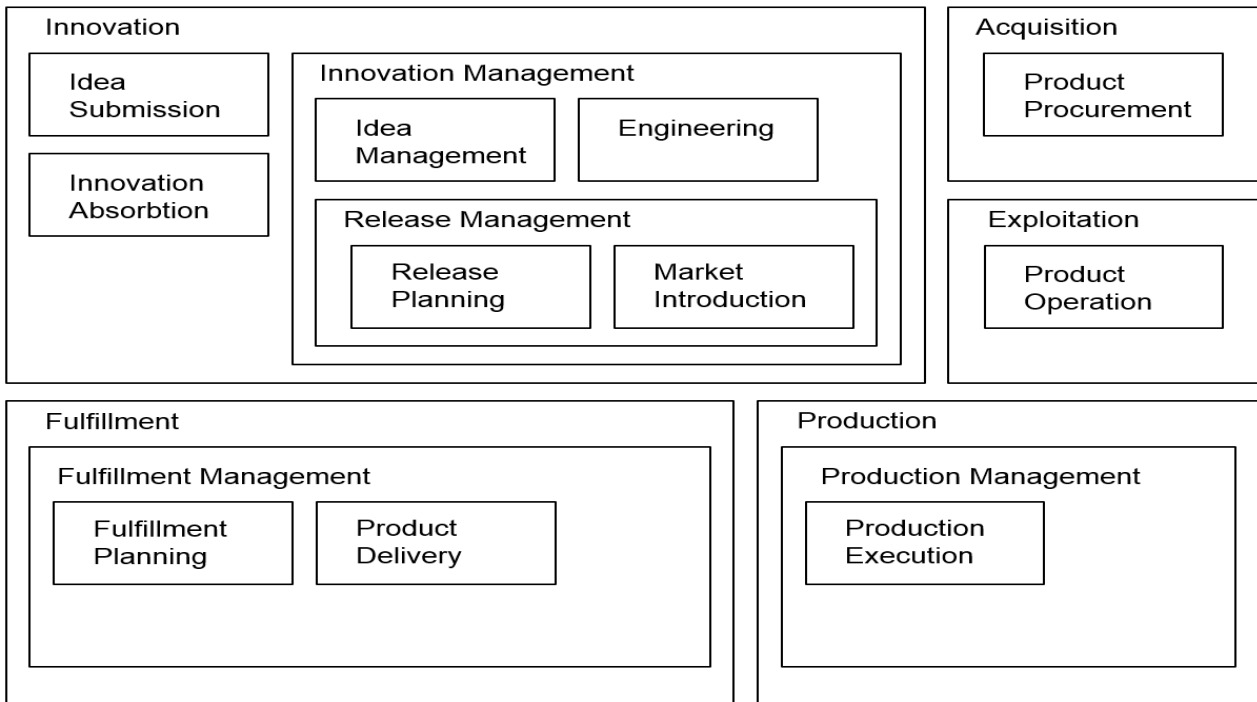 Innovation
Idea
Submission
Innovation
Absorbtion
Innovation Management
Idea
Management
Engineering
Release Management
Release
Planning
Market
Introduction
Acquisition
Product
Procurement
Exploitation
Product
Operation
Fulfillment
Fulfillment Management
Fulfillment
Planning
Product
Delivery
Production
Production Management
Production
Execution